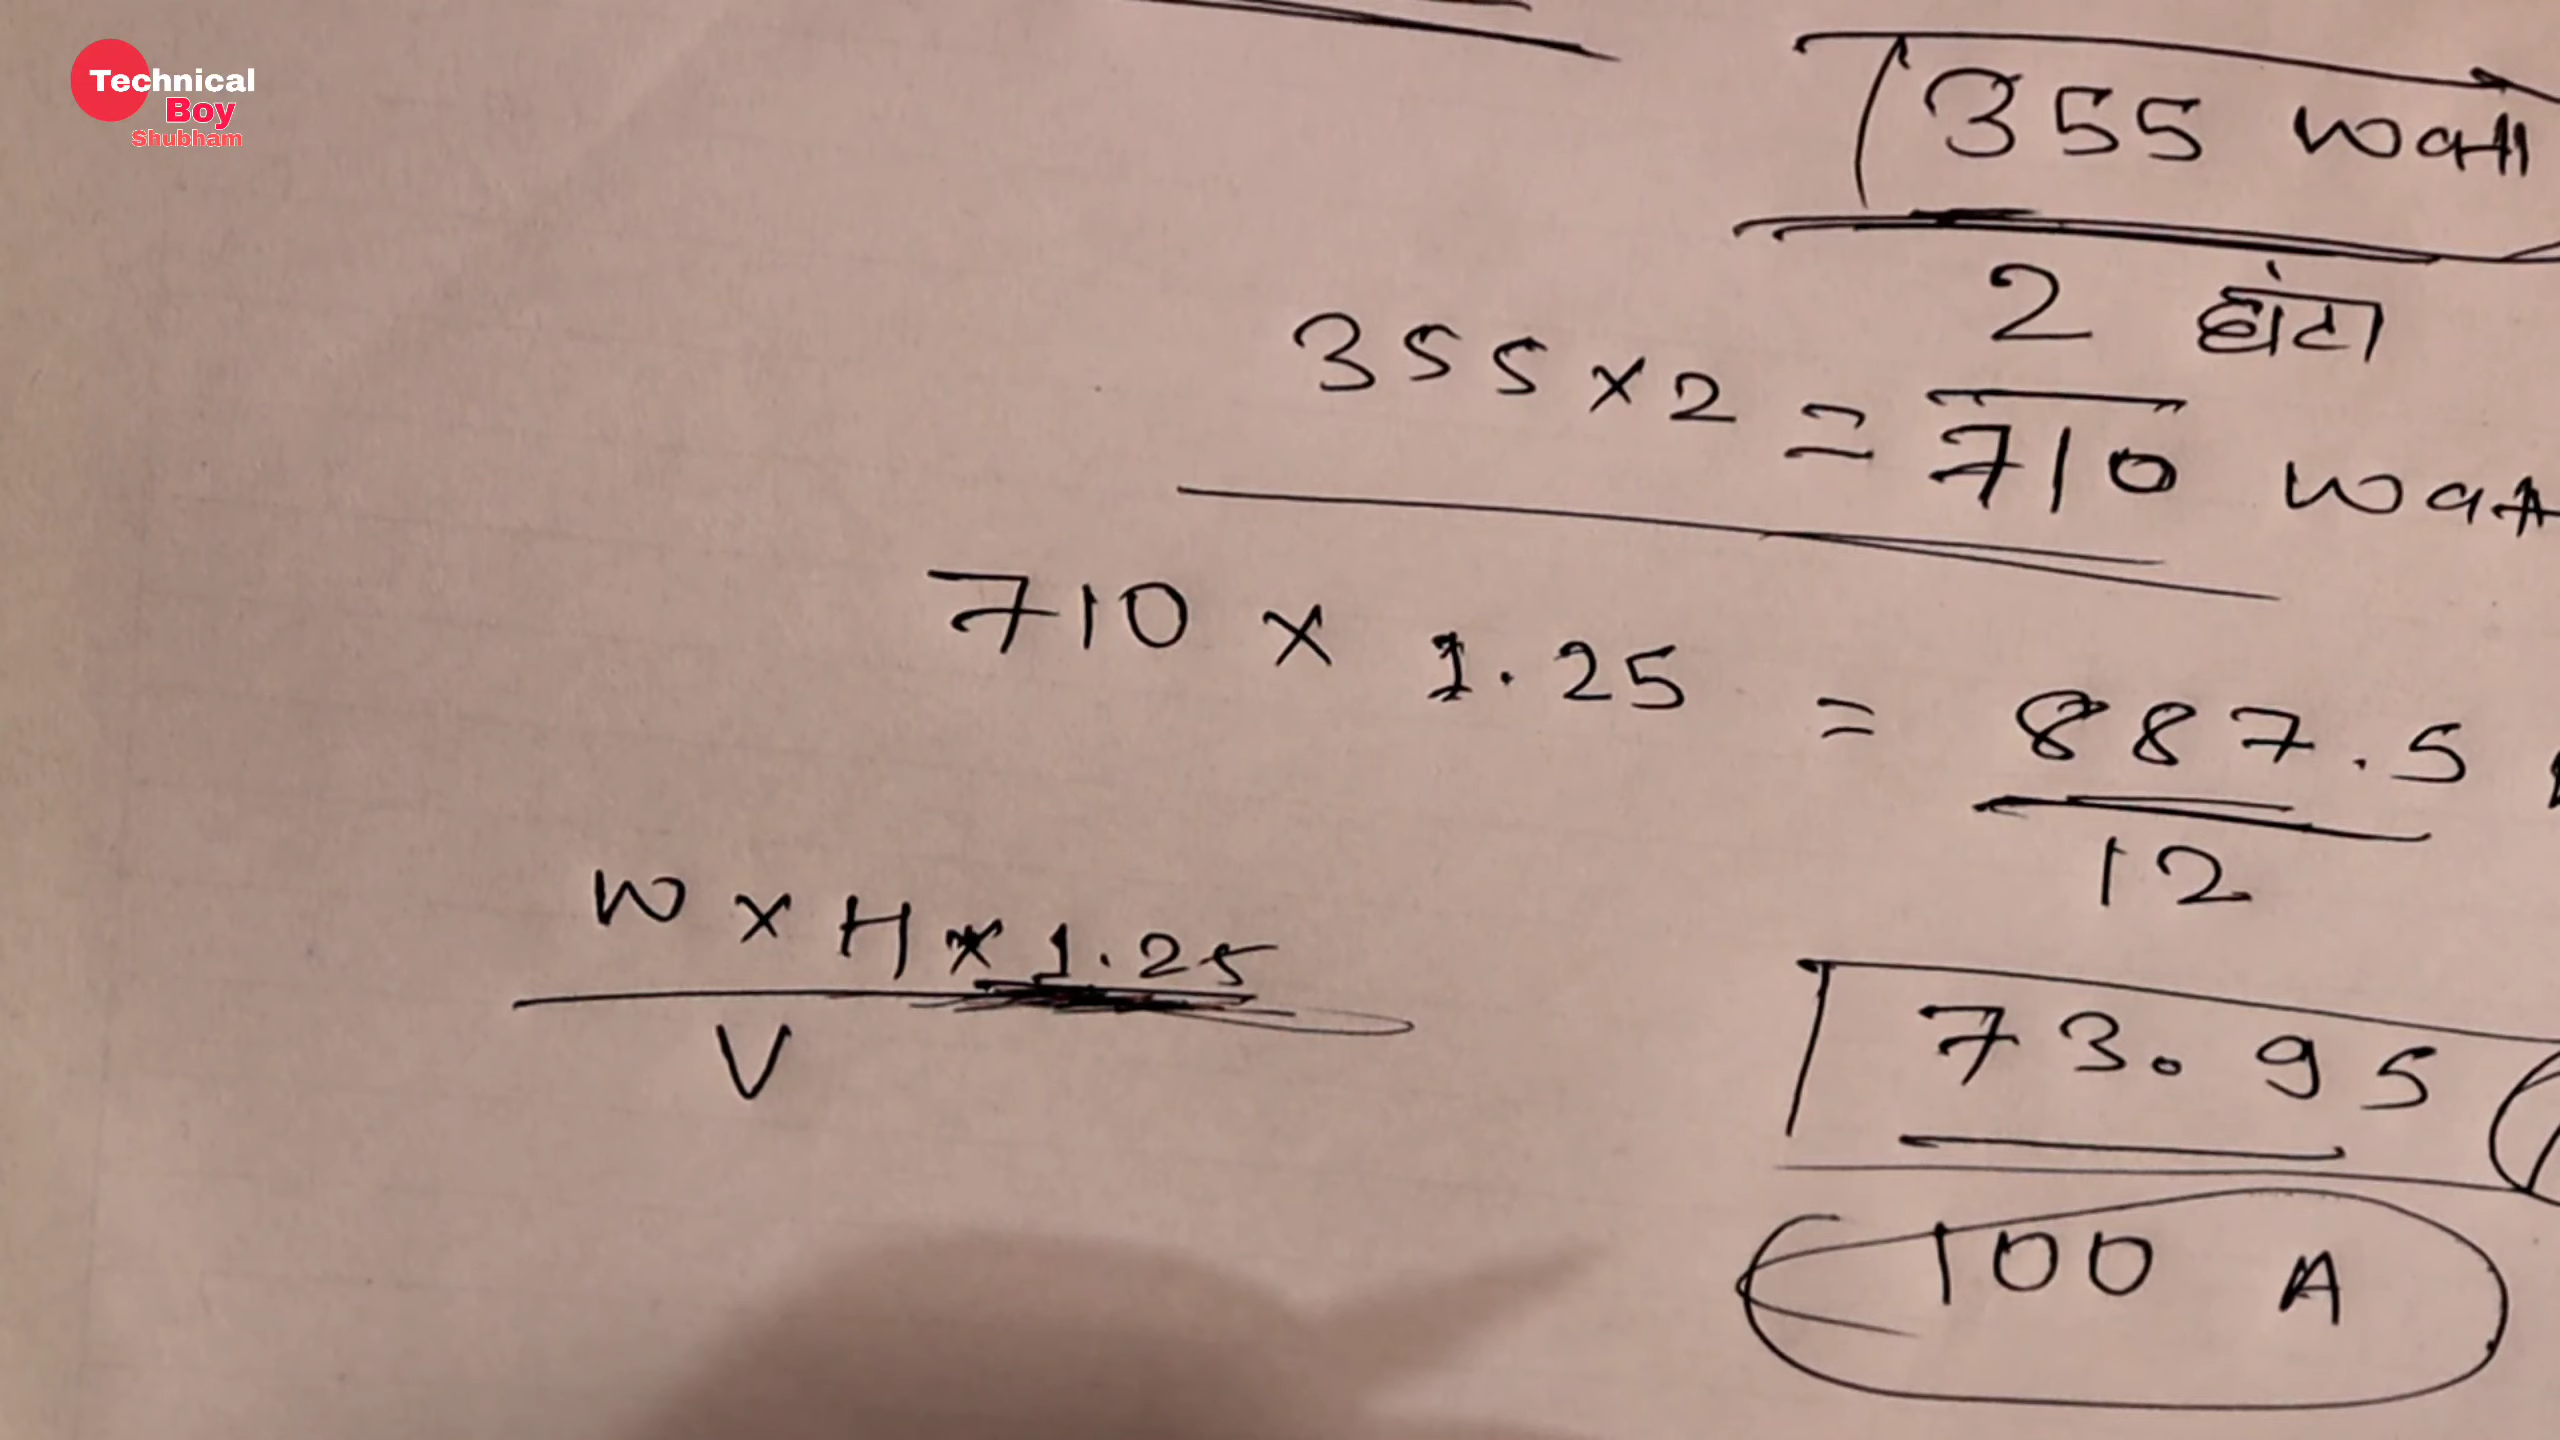 Technical
Boy
Shubham
355 watt
2 घंटा
355 × 2 = 710 watt
710 × 1.25 = 887.5
12
W × H × 1.25
V
73.95
100 A